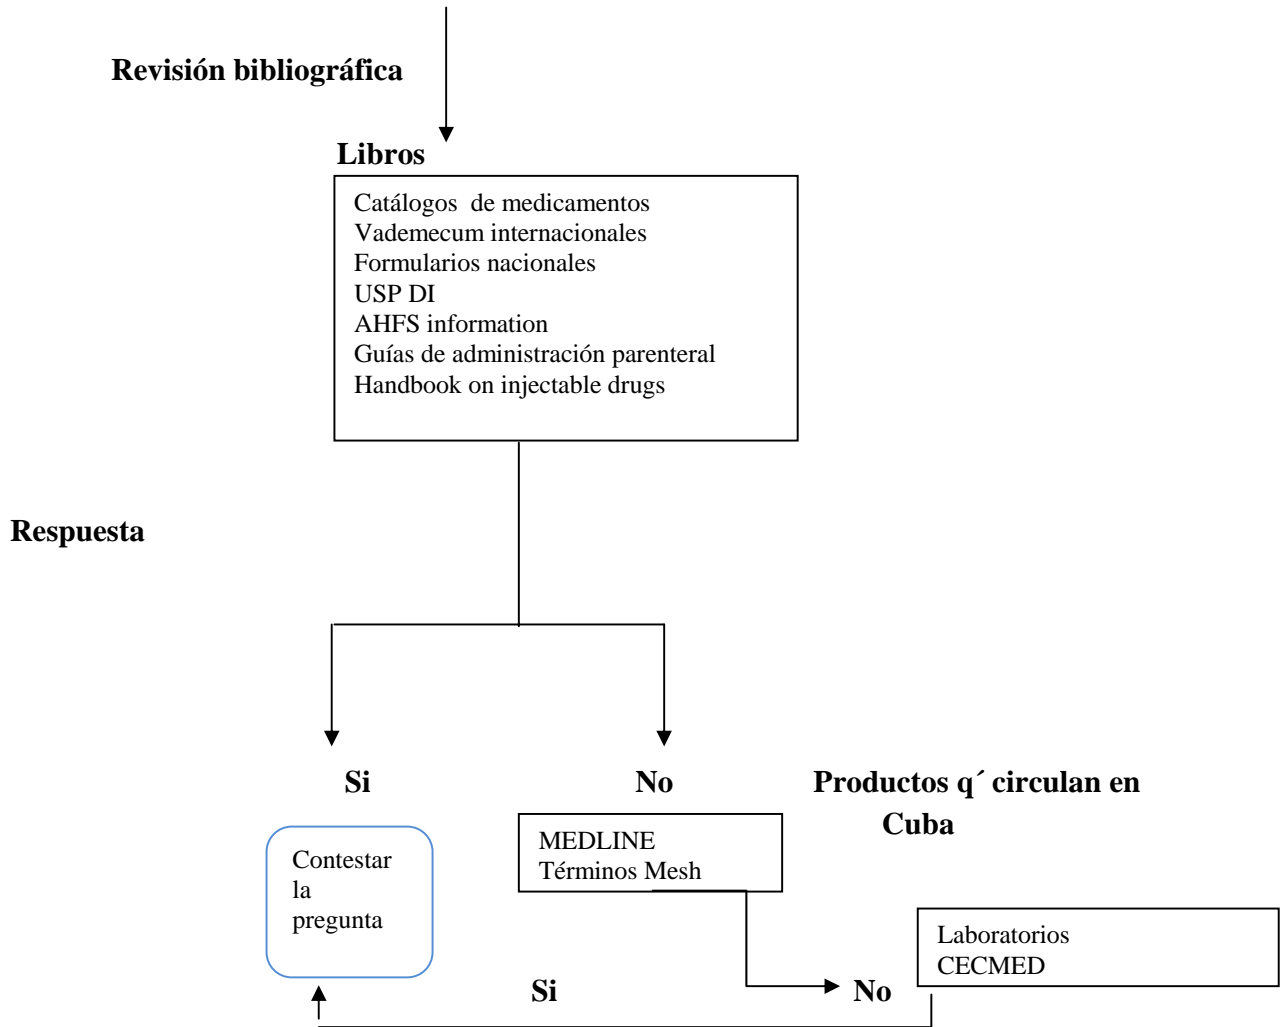 Revisión bibliográfica
Libros
Catálogos  de medicamentos
Vademecum internacionales
Formularios nacionales
USP DI
AHFS information
Guías de administración parenteral
Handbook on injectable drugs
Respuesta
Si
No
Productos q´ circulan en
Cuba
Contestar
la
pregunta
MEDLINE
Términos Mesh
Laboratorios
CECMED
Si
No